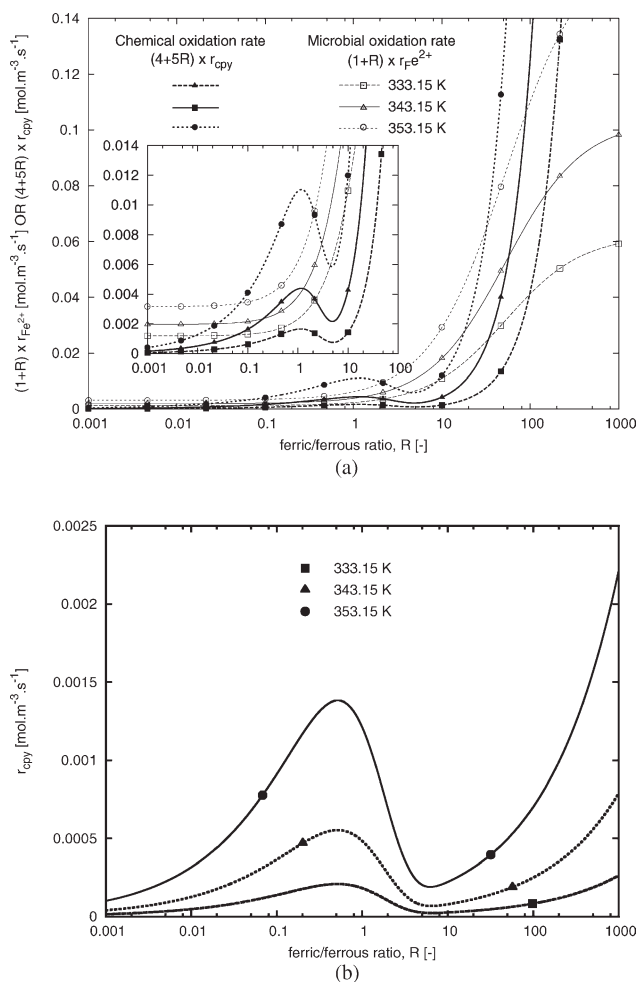 (1+R) x r_Fe2+ [mol.m-3.s-1] OR (4+5R) x r_cpy [mol.m-3.s-1]
0.14
0.12
0.1
0.08
0.06
0.04
0.02
0
Chemical oxidation rate
(4+5R) x r_cpy
Microbial oxidation rate
(1+R) x r_Fe2+
333.15 K
343.15 K
353.15 K
0.014
0.012
0.01
0.008
0.006
0.004
0.002
0
0.001 0.01 0.1 1 10 100
0.001 0.01 0.1 1 10 100 1000
ferric/ferrous ratio, R [-]
(a)
r_cpy [mol.m-3.s-1]
0.0025
0.002
0.0015
0.001
0.0005
0
333.15 K
343.15 K
353.15 K
0.001 0.01 0.1 1 10 100 1000
ferric/ferrous ratio, R [-]
(b)